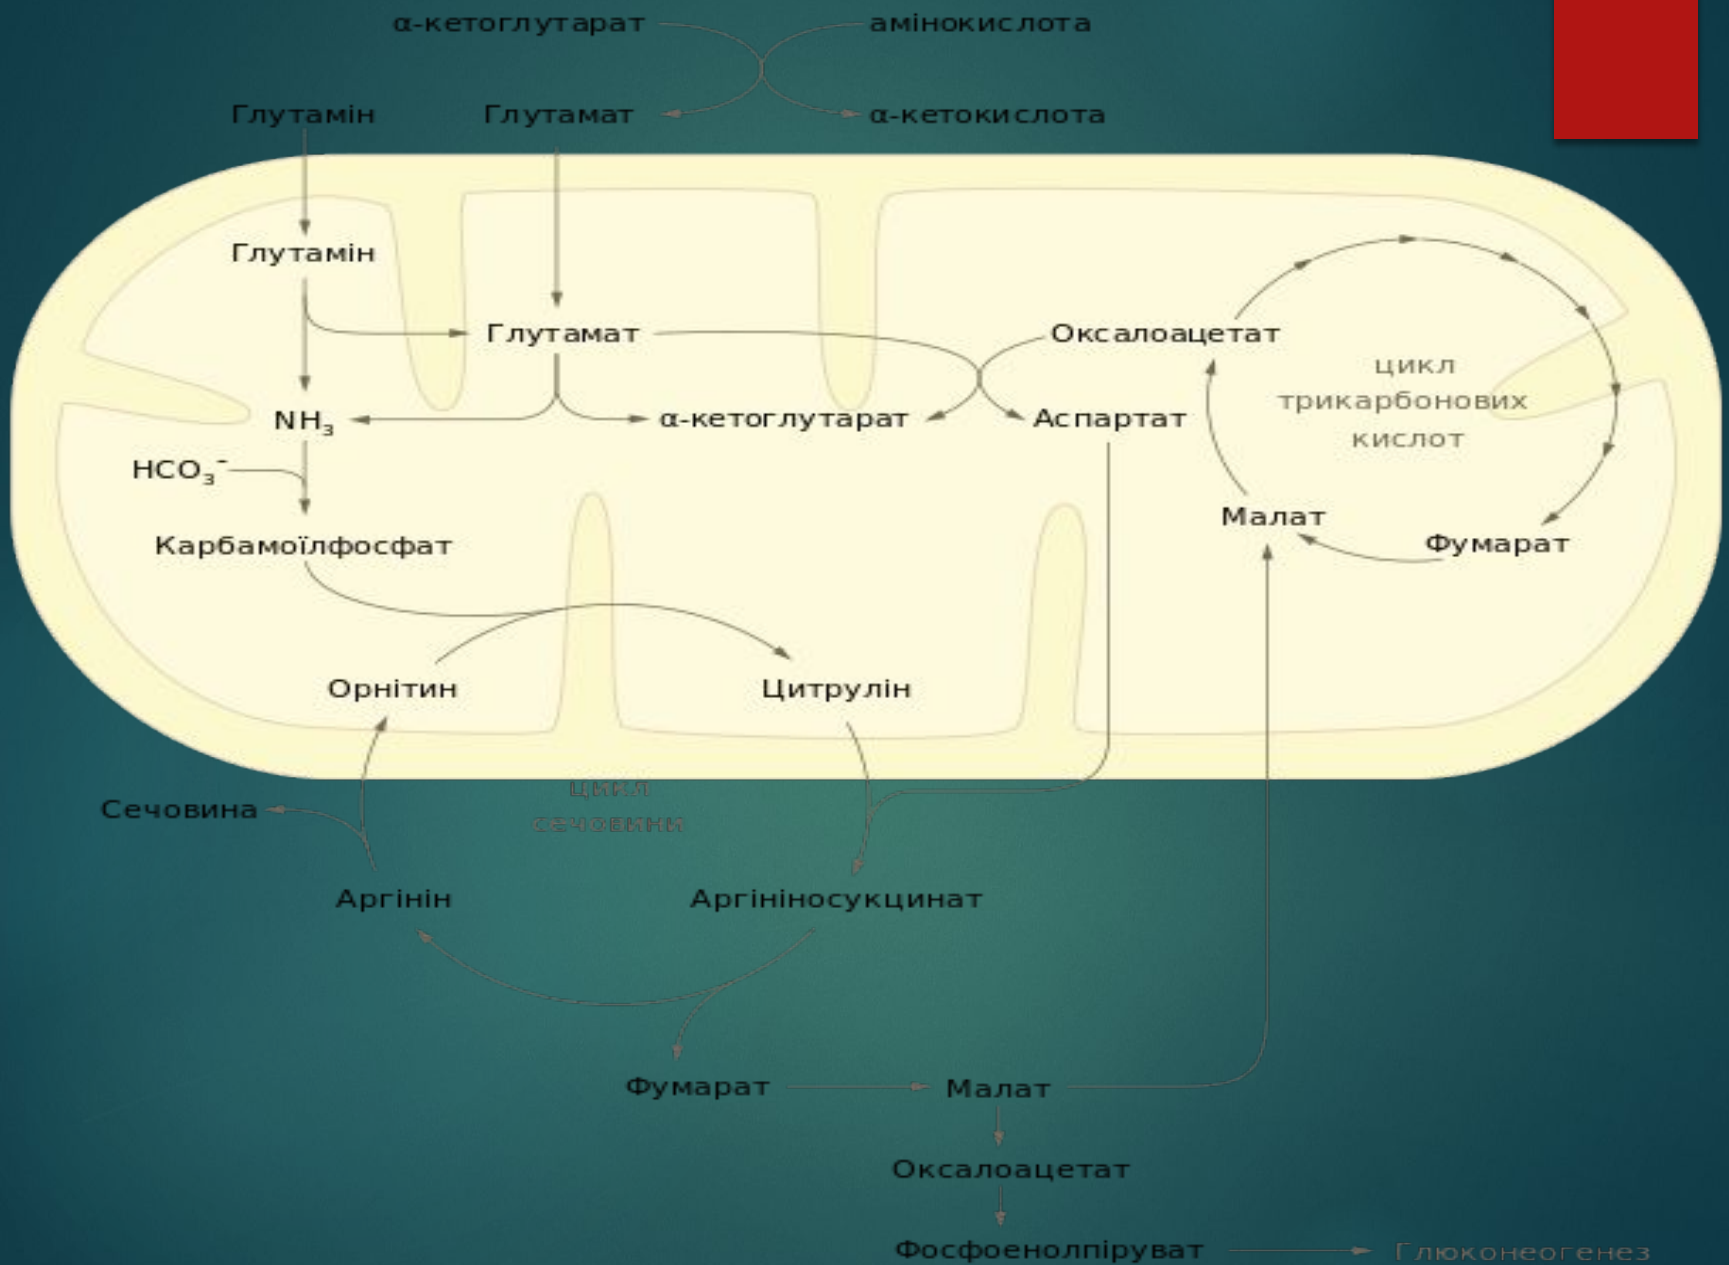 α-кетоглутарат
амінокислота
Глутамін
Глутамат
α-кетокислота
Глутамін
Глутамат
Оксалоацетат
цикл
трикарбонових
кислот
NH₃
α-кетоглутарат
Аспартат
HCO₃⁻
Малат
Карбамоїлфосфат
Фумарат
Орнітин
Цитрулін
цикл
сечовини
Сечовина
Аргінін
Аргініносукцинат
Фумарат
Малат
Оксалоацетат
Фосфоенолпіруват
Глюконеогенез